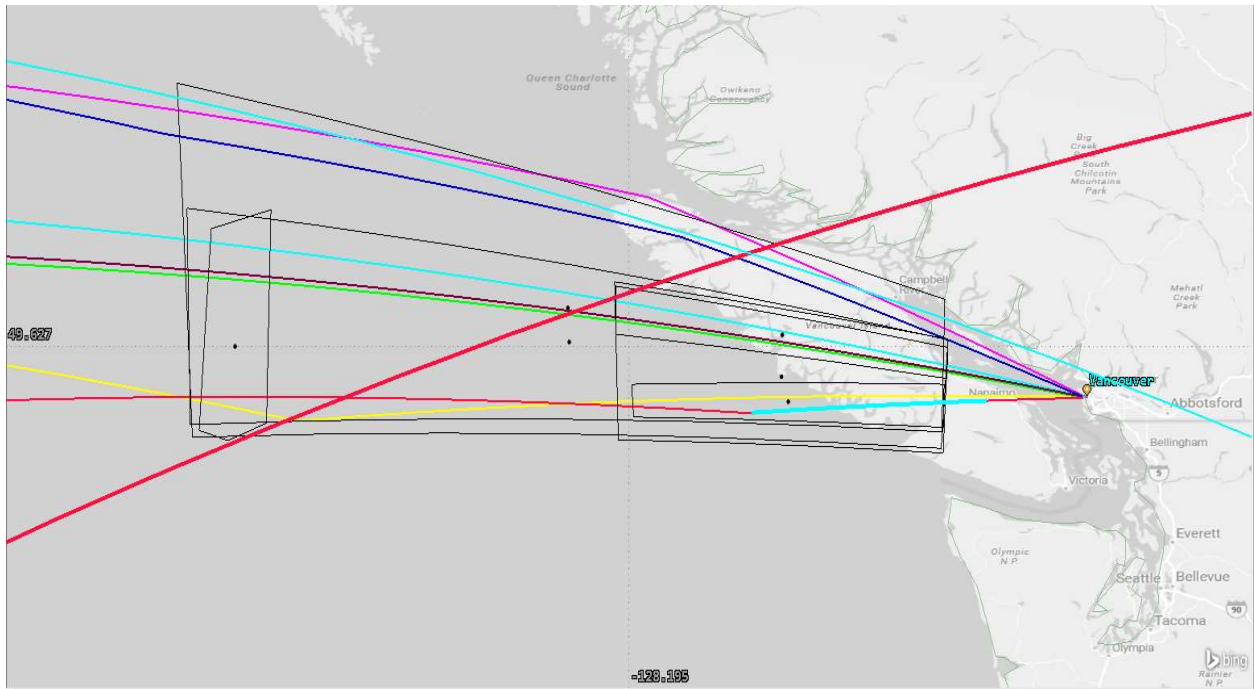 Queen Charlotte
Sound
Owikeno
Conservancy
Big
Creek
South
Chilcotin
Mountains
Park
Campbell
River
Mehatl
Creek Park
49.627
Vancouver Island
Vancouver
Nanaimo
Abbotsford
Bellingham
5
Victoria
Everett
Olympic
N.P.
Seattle
Bellevue
90
Tacoma
Olympia
bing
-128.195
Rainier
N.P.